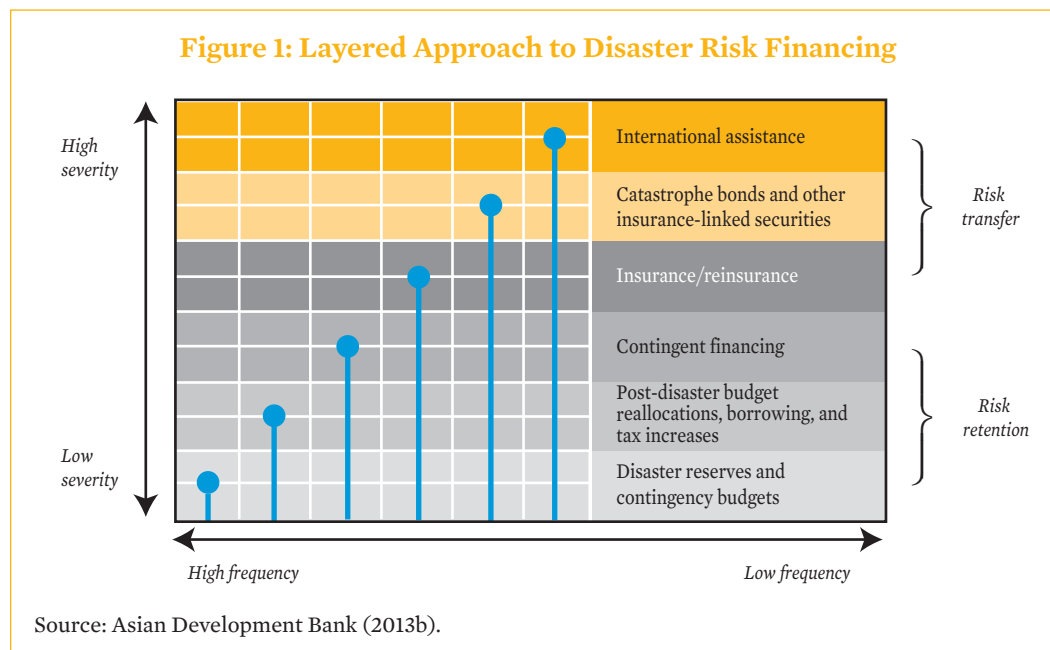 Figure 1: Layered Approach to Disaster Risk Financing
High
severity
International assistance
Catastrophe bonds and other
insurance-linked securities
Risk
transfer
Insurance/reinsurance
Contingent financing
Post-disaster budget
reallocations, borrowing, and
tax increases
Risk
retention
Low
severity
Disaster reserves and
contingency budgets
High frequency
Low frequency
Source: Asian Development Bank (2013b).